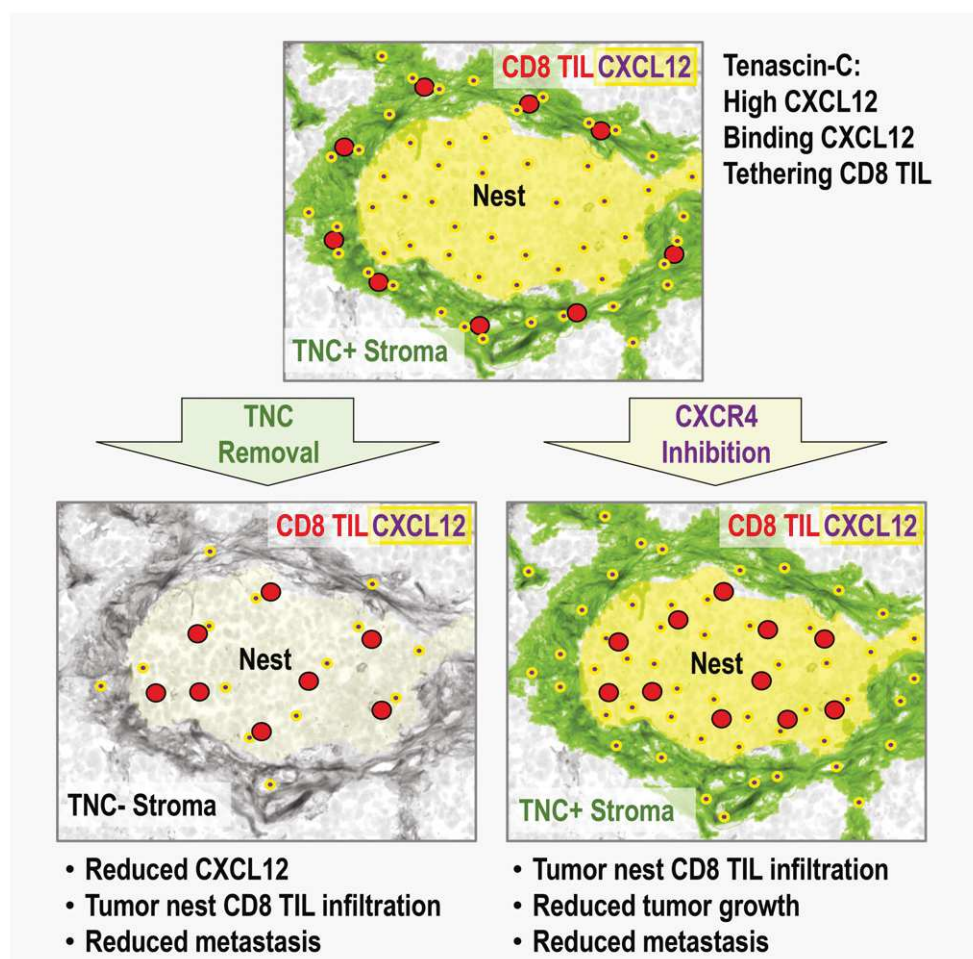 CD8 TIL CXCL12
Tenascin-C:
High CXCL12
Binding CXCL12
Tethering CD8 TIL
Nest
TNC+ Stroma
TNC
Removal
CXCR4
Inhibition
CD8 TIL CXCL12
Nest
TNC- Stroma
CD8 TIL CXCL12
Nest
TNC+ Stroma
• Reduced CXCL12
• Tumor nest CD8 TIL infiltration
• Reduced metastasis
• Tumor nest CD8 TIL infiltration
• Reduced tumor growth
• Reduced metastasis